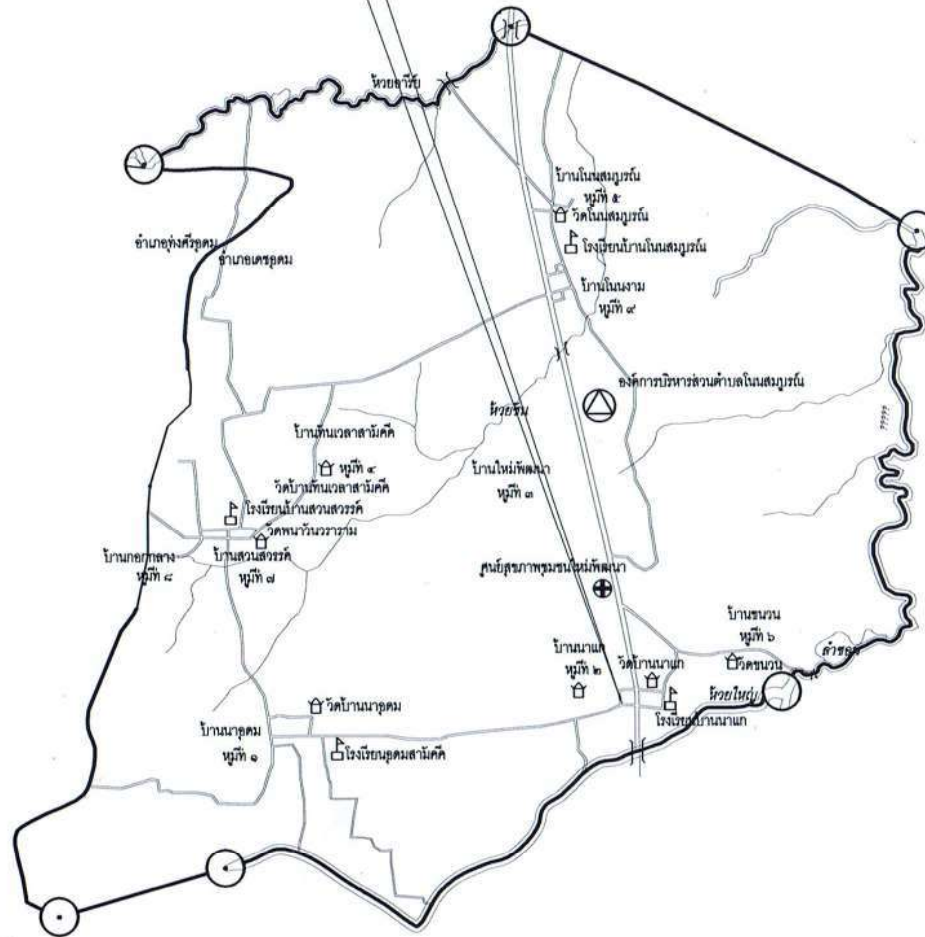 ห้วยอารีย์
บ้านโนนสมบูรณ์
หมู่ที่ ๕
วัดโนนสมบูรณ์
โรงเรียนบ้านโนนสมบูรณ์
อำเภอทุ่งศรีอุดม
อำเภอเดชอุดม
บ้านโนนงาม
หมู่ที่ ๙
องค์การบริหารส่วนตำบลโนนสมบูรณ์
?????
บ้านทันเวลาสามัคคี
หมู่ที่ ๔
วัดบ้านทันเวลาสามัคคี
บ้านใหม่พัฒนา
หมู่ที่ ๓
โรงเรียนบ้านสวนสวรรค์
วัดพนาวันวราราม
บ้านกอกกลาง
หมู่ที่ ๘
บ้านสวนสวรรค์
หมู่ที่ ๗
ศูนย์สุขภาพชุมชนใหม่พัฒนา
บ้านขนวน
หมู่ที่ ๖
วัดขนวน
บ้านนาแก
หมู่ที่ ๒
วัดบ้านนาแก
ห้วยใหญ่
โรงเรียนบ้านนาแก
วัดบ้านนาอุดม
บ้านนาอุดม
หมู่ที่ ๑
โรงเรียนอุดมสามัคคี